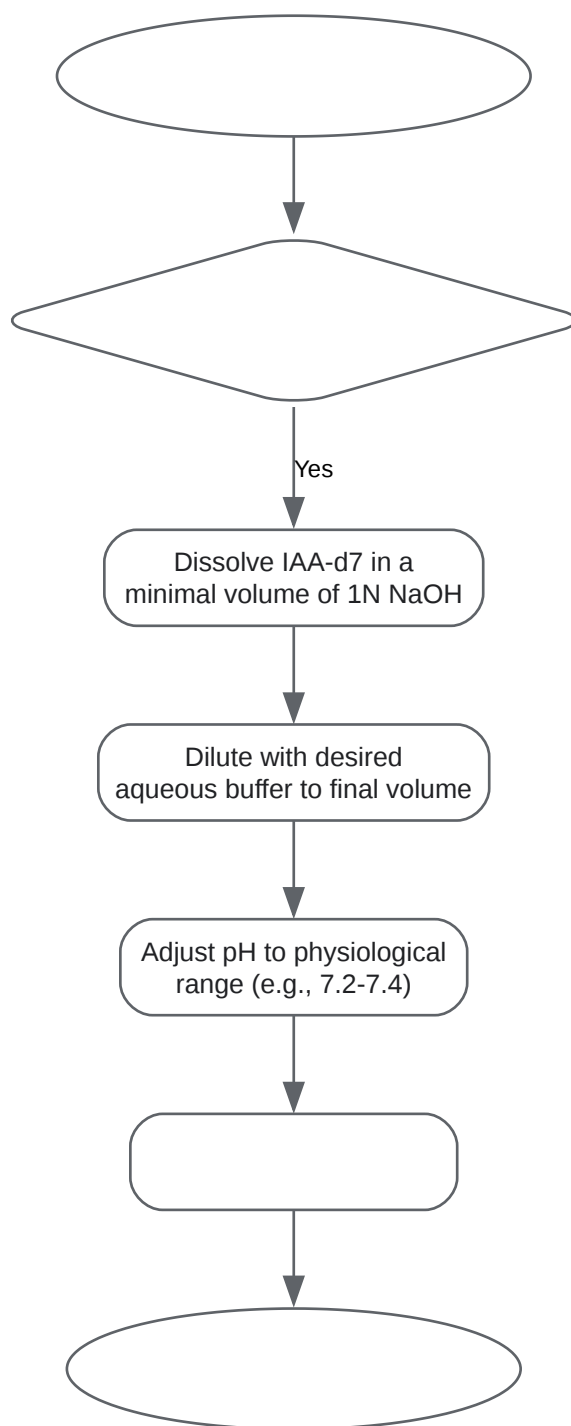 Yes
Dissolve IAA-d7 in a
minimal volume of 1N NaOH
Dilute with desired
aqueous buffer to final volume
Adjust pH to physiological
range (e.g., 7.2-7.4)